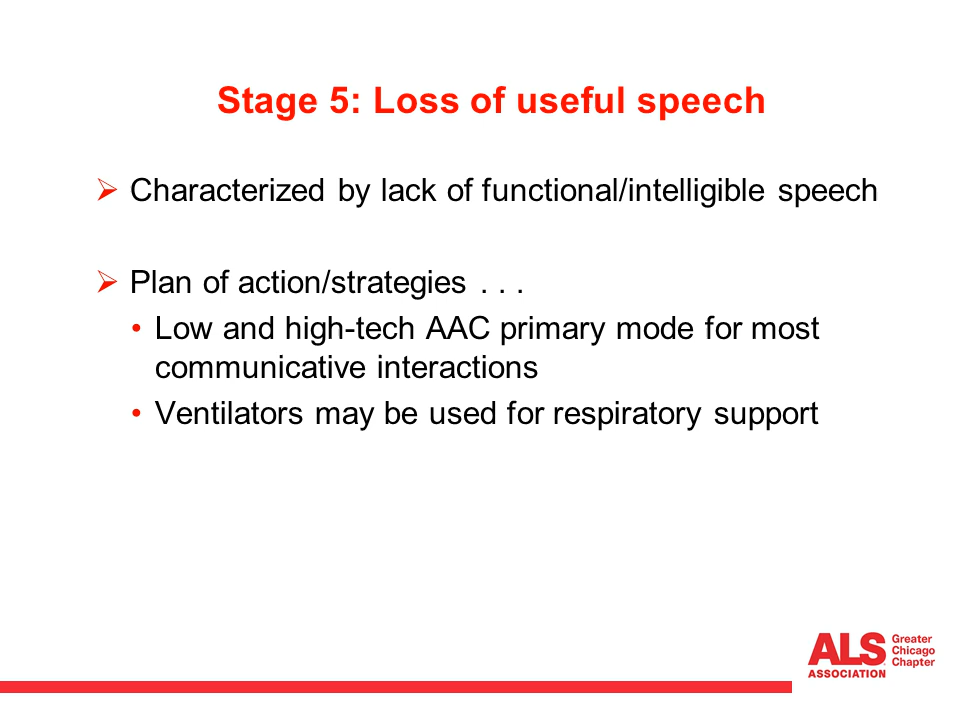 Stage 5: Loss of useful speech
➢ Characterized by lack of functional/intelligible speech
➢ Plan of action/strategies . . .
• Low and high-tech AAC primary mode for most
communicative interactions
• Ventilators may be used for respiratory support
ALS
ASSOCIATION
Greater
Chicago
Chapter